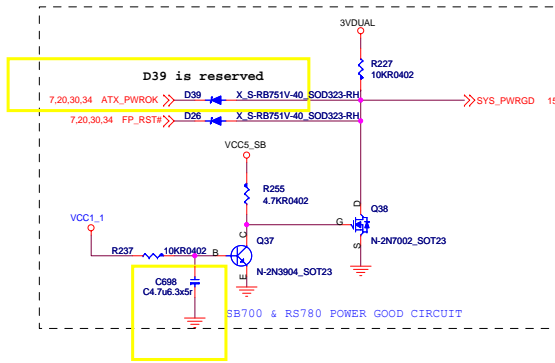 3VDUAL
R227
10KR0402
D39 is reserved
7,20,30,34 ATX_PWROK D39 X_S-RB751V-40_SOD323-RH SYS_PWRGD 15
7,20,30,34 FP_RST# D26 X_S-RB751V-40_SOD323-RH
VCC5_SB
R255
4.7KR0402
D
Q38
G
N-2N7002_SOT23
S
VCC1_1
C
Q37
R237 10KR0402 B
N-2N3904_SOT23
E
C698
C4.7u6.3x5r
SB700 & RS780 POWER GOOD CIRCUIT